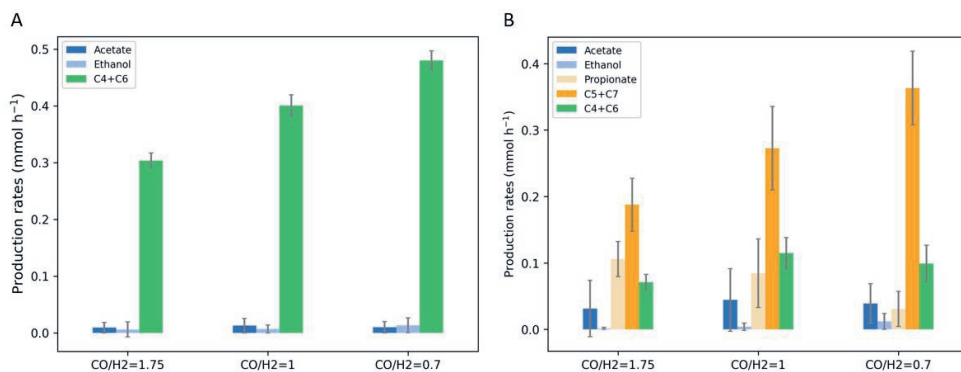 A
Production rates (mmol h⁻¹)
0.5
0.4
0.3
0.2
0.1
0.0
Acetate
Ethanol
C4+C6
CO/H2=1.75
CO/H2=1
CO/H2=0.7
B
Production rates (mmol h⁻¹)
0.4
0.3
0.2
0.1
0.0
Acetate
Ethanol
Propionate
C5+C7
C4+C6
CO/H2=1.75
CO/H2=1
CO/H2=0.7